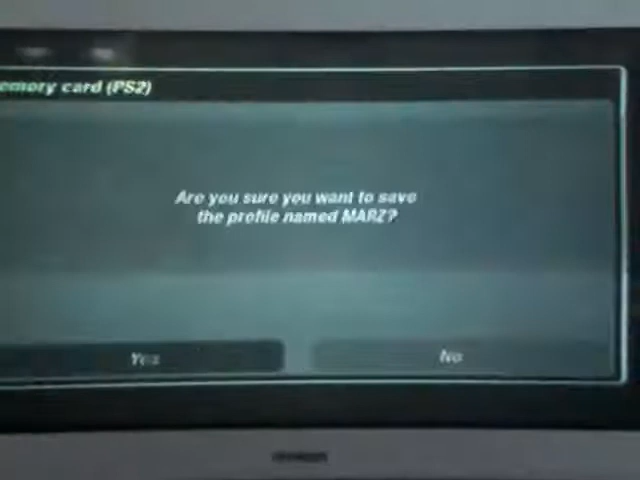 emory card (PS2)
Are you sure you want to save
the profile named MARZ?
Yes
No